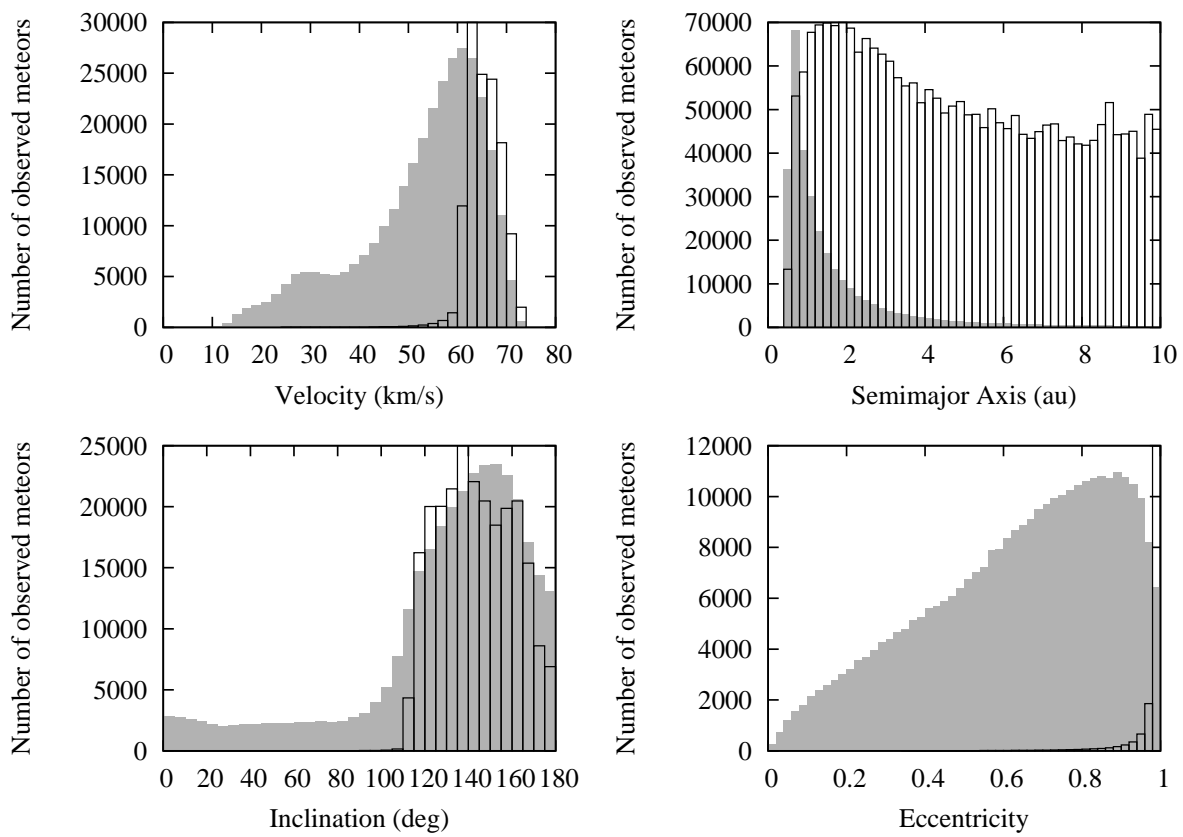 Number of observed meteors
30000
25000
20000
15000
10000
5000
0
0 10 20 30 40 50 60 70 80
Velocity (km/s)
Number of observed meteors
70000
60000
50000
40000
30000
20000
10000
0
0 2 4 6 8 10
Semimajor Axis (au)
Number of observed meteors
25000
20000
15000
10000
5000
0
0 20 40 60 80 100 120 140 160 180
Inclination (deg)
Number of observed meteors
12000
10000
8000
6000
4000
2000
0
0 0.2 0.4 0.6 0.8 1
Eccentricity